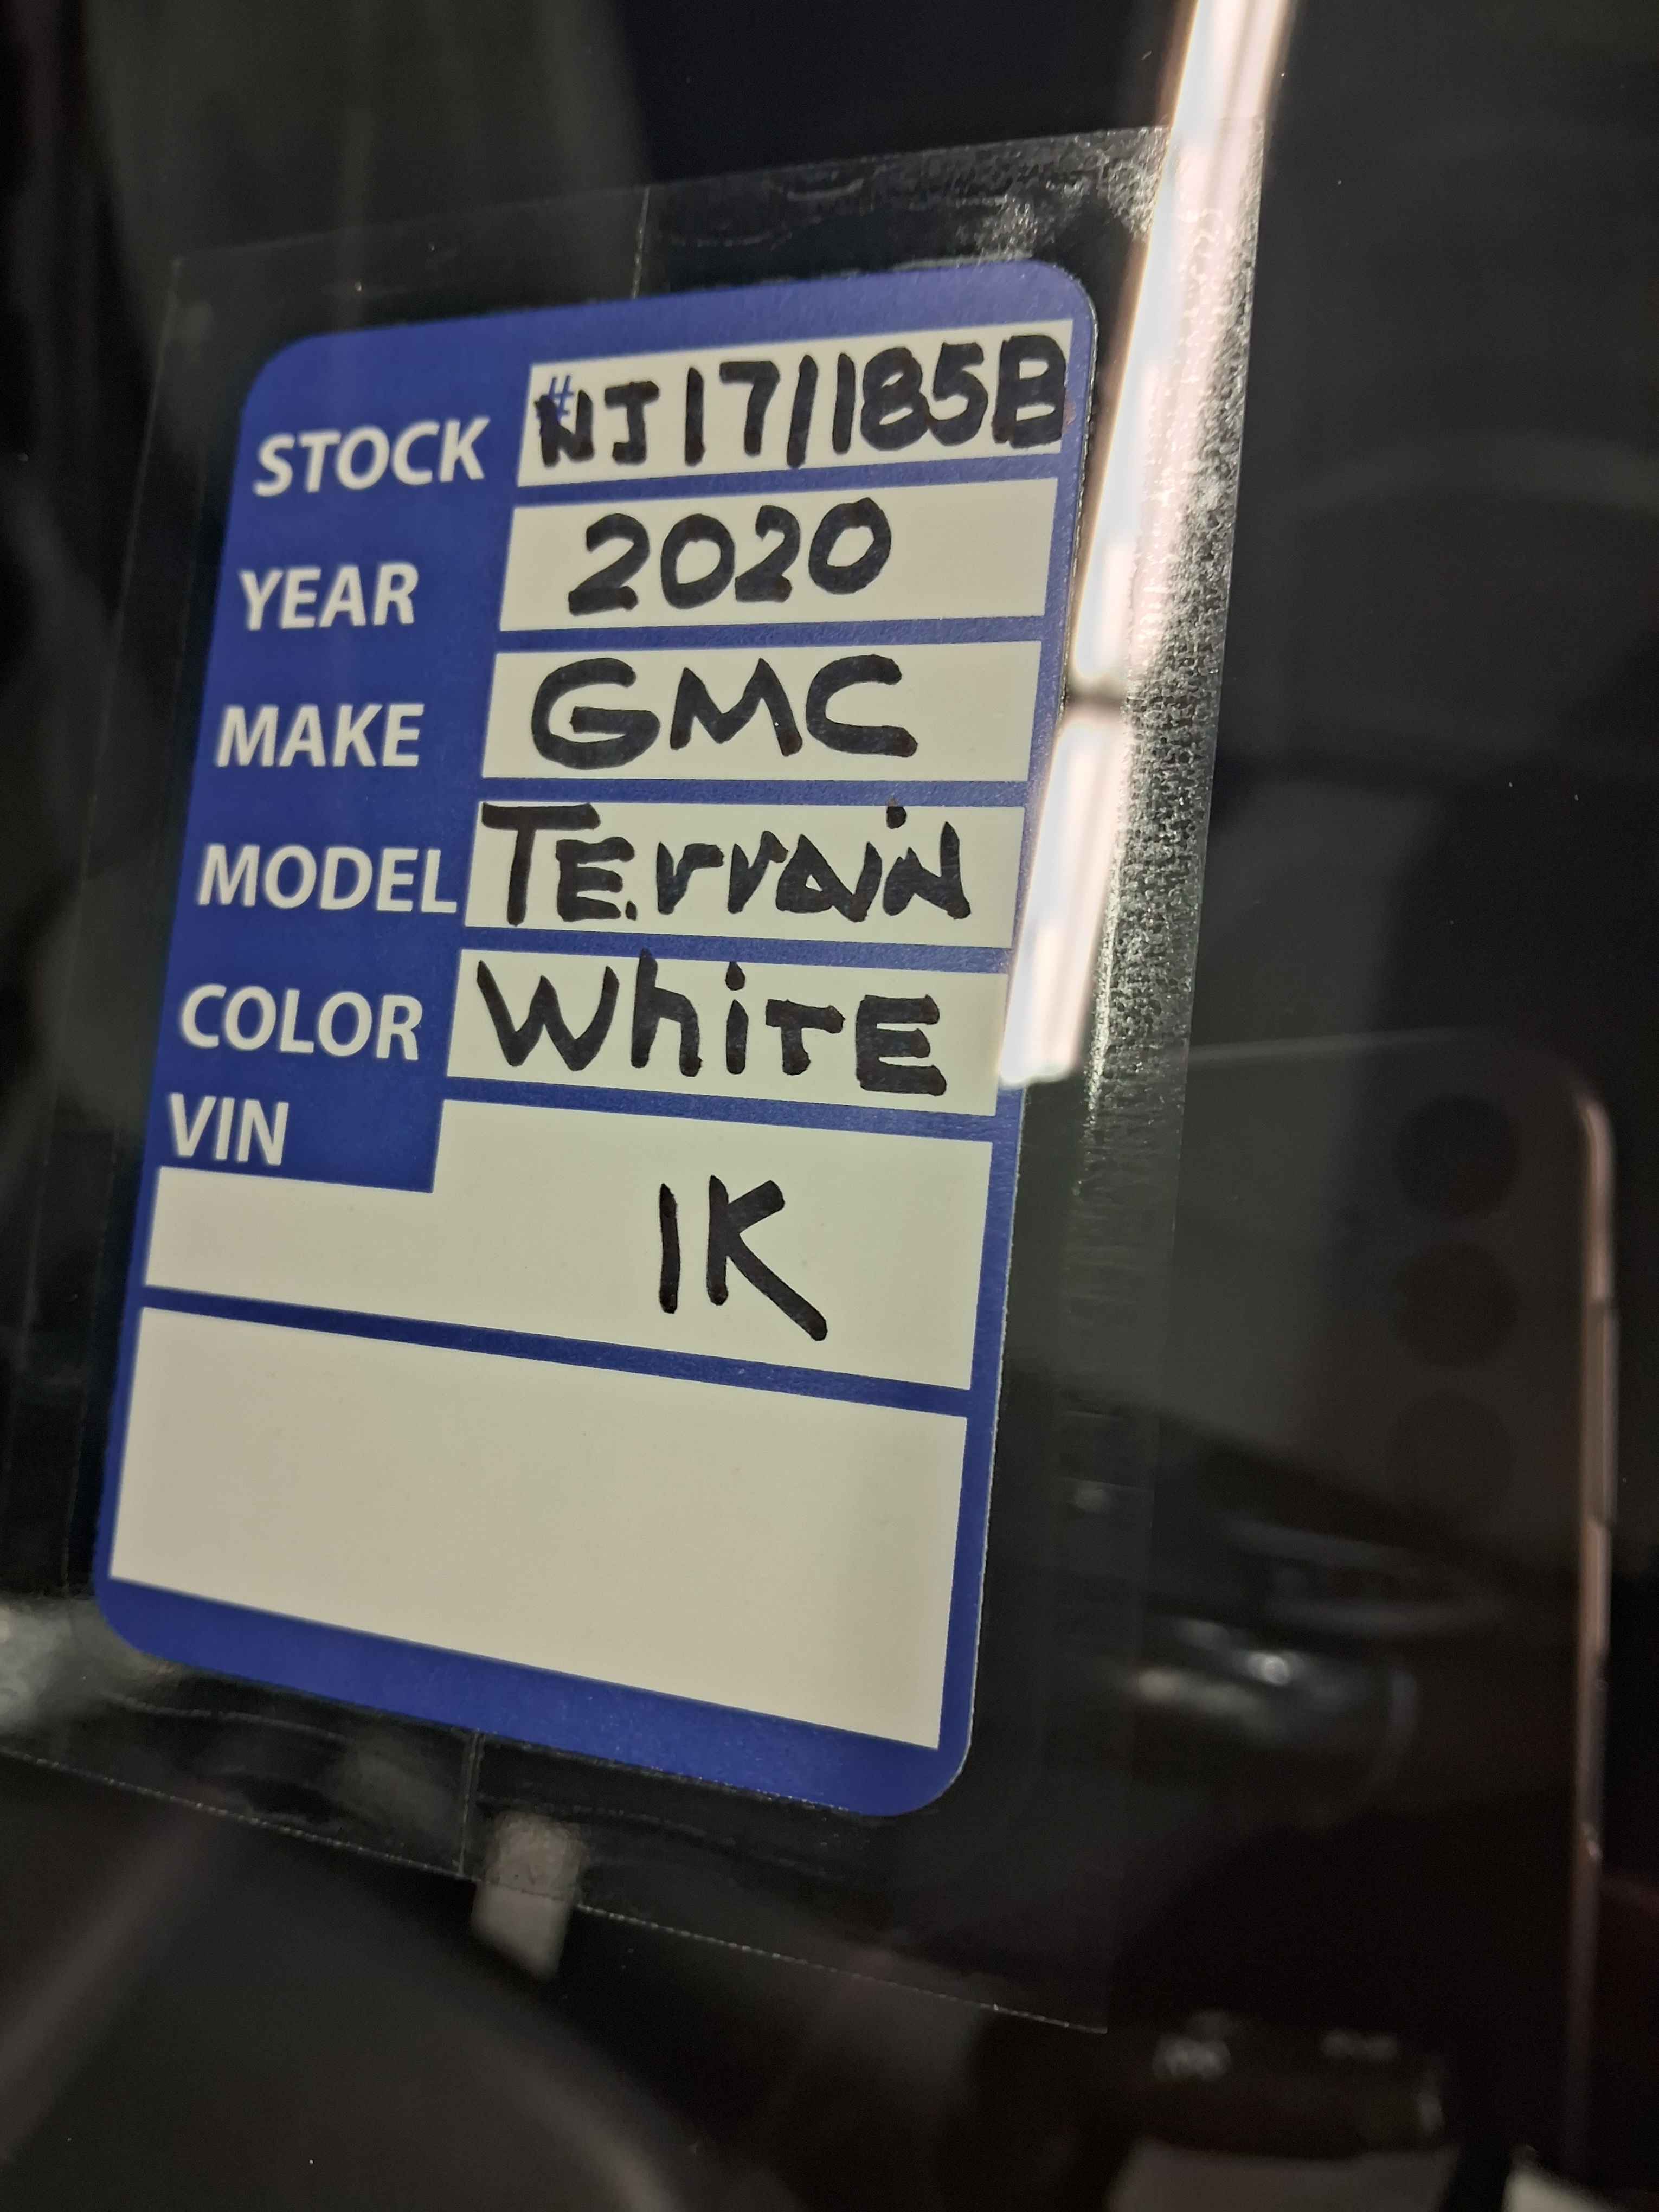 STOCK #NJ171185B
YEAR 2020
MAKE GMC
MODEL TErrain
COLOR WhiTE
VIN
1K